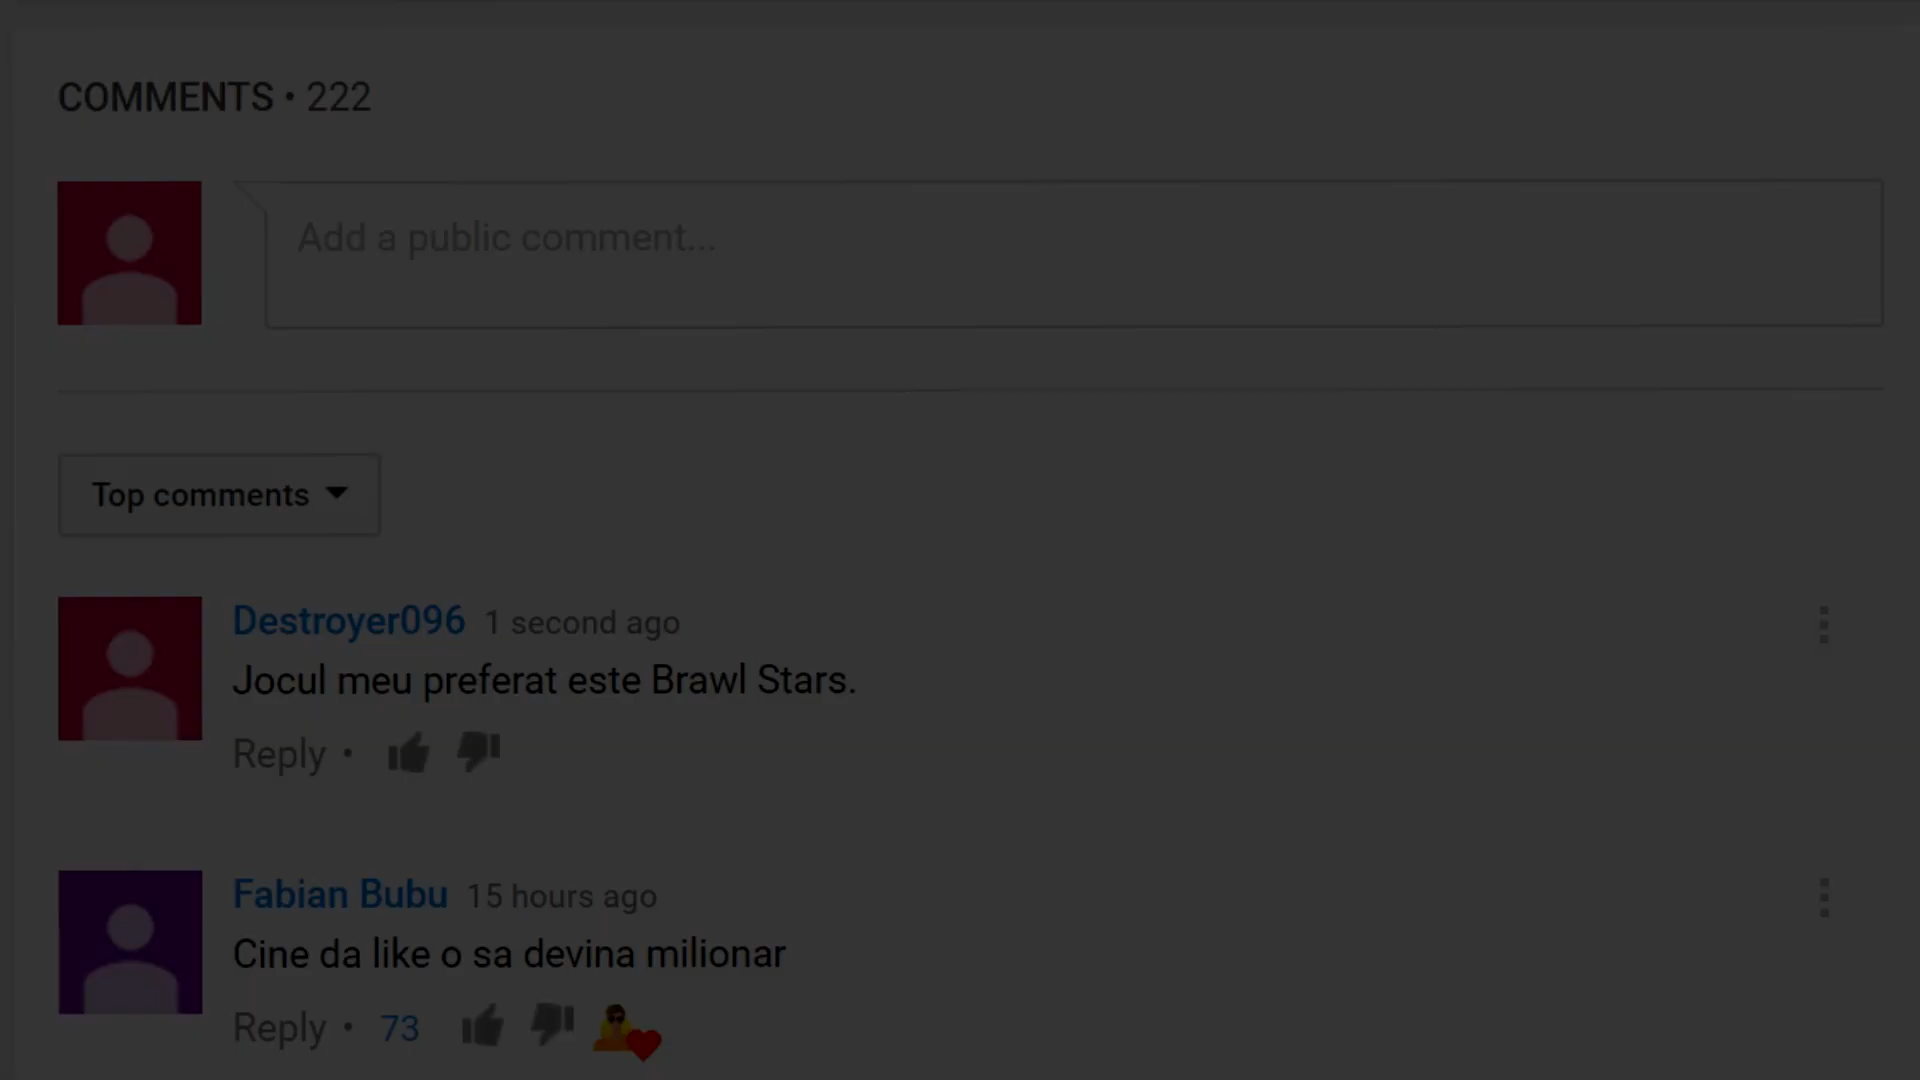 COMMENTS • 222
Add a public comment...
Top comments
Destroyer096 1 second ago
Jocul meu preferat este Brawl Stars.
Reply •
Fabian Bubu 15 hours ago
Cine da like o sa devina milionar
Reply • 73